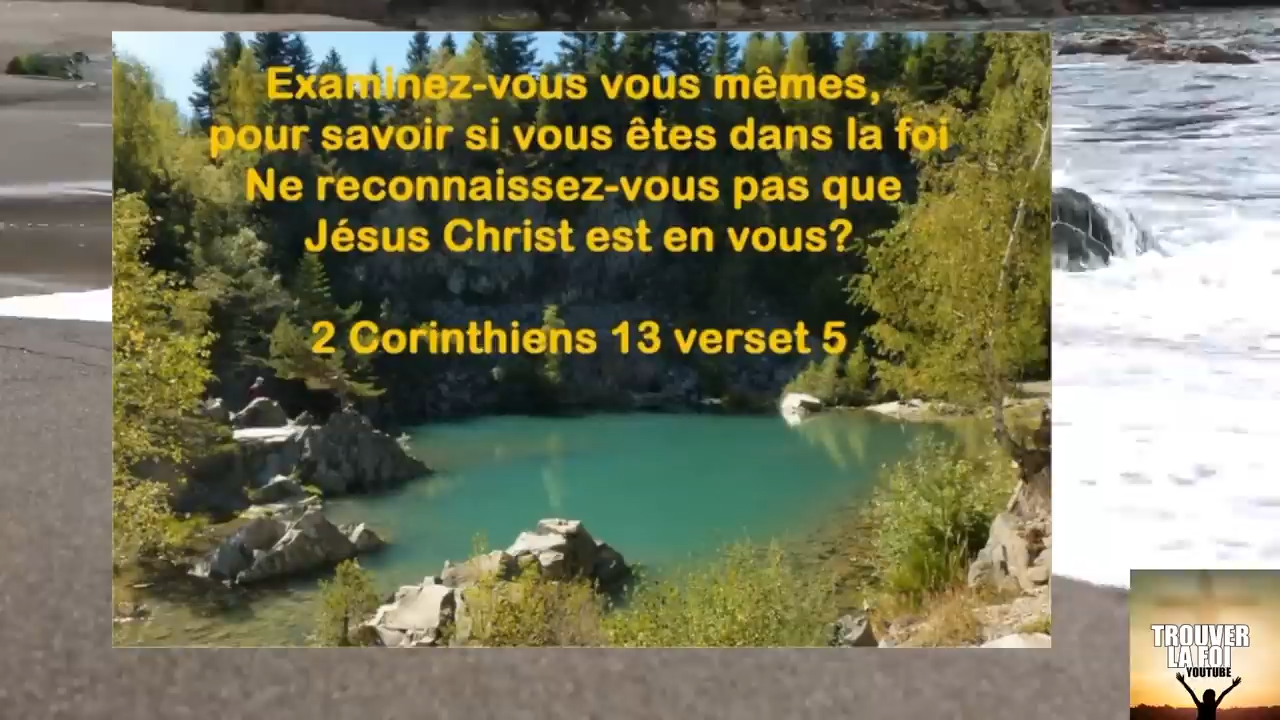 Examinez-vous vous mêmes,
pour savoir si vous êtes dans la foi
Ne reconnaissez-vous pas que
Jésus Christ est en vous?
2 Corinthiens 13 verset 5
TROUVER
LA FOI
YOUTUBE